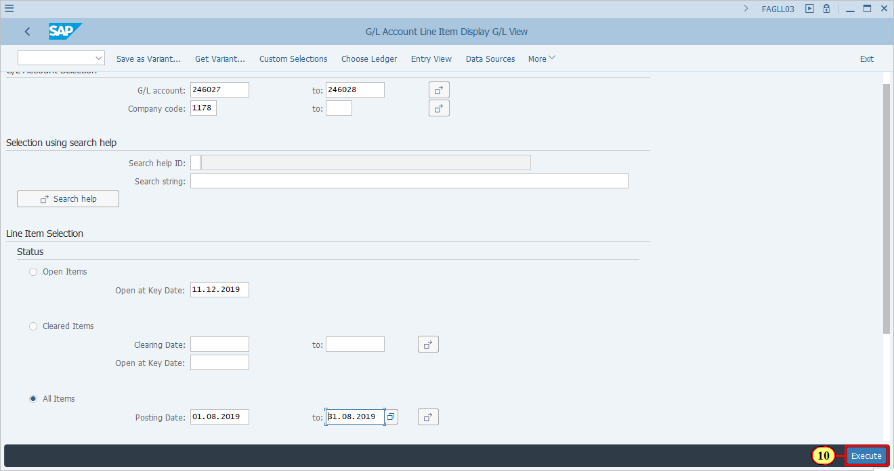 FAGLL03
SAP
G/L Account Line Item Display G/L View
Save as Variant... Get Variant... Custom Selections Choose Ledger Entry View Data Sources More Exit
G/L Account Selection
G/L account: 246027 to: 246028
Company code: 1178 to:
Selection using search help
Search help ID:
Search string:
Search help
Line Item Selection
Status
Open Items
Open at Key Date: 11.12.2019
Cleared Items
Clearing Date: to:
Open at Key Date:
All Items
Posting Date: 01.08.2019 to: 31.08.2019
10 Execute